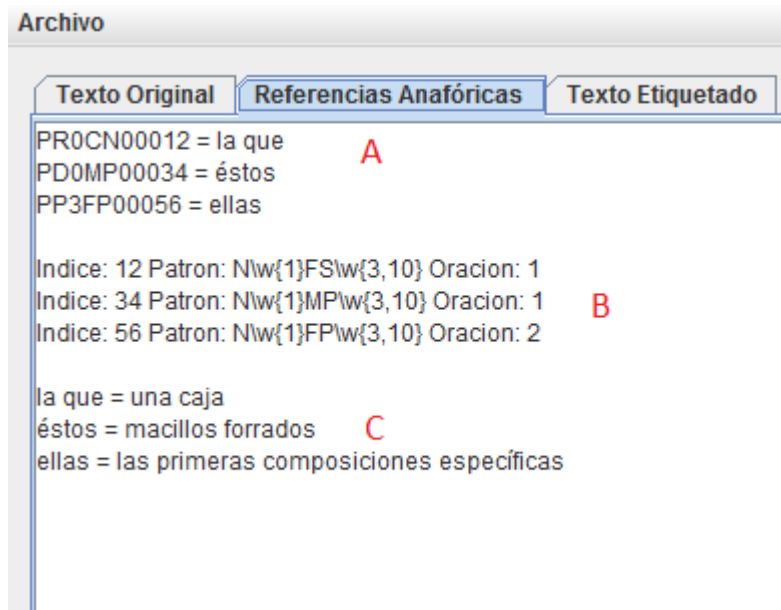 Archivo
Texto Original Referencias Anafóricas Texto Etiquetado
PR0CN00012 = la que
A
PD0MP00034 = éstos
PP3FP00056 = ellas
Indice: 12 Patron: N\w{1}FS\w{3,10} Oracion: 1
Indice: 34 Patron: N\w{1}MP\w{3,10} Oracion: 1
B
Indice: 56 Patron: N\w{1}FP\w{3,10} Oracion: 2
la que = una caja
éstos = macillos forrados
C
ellas = las primeras composiciones específicas